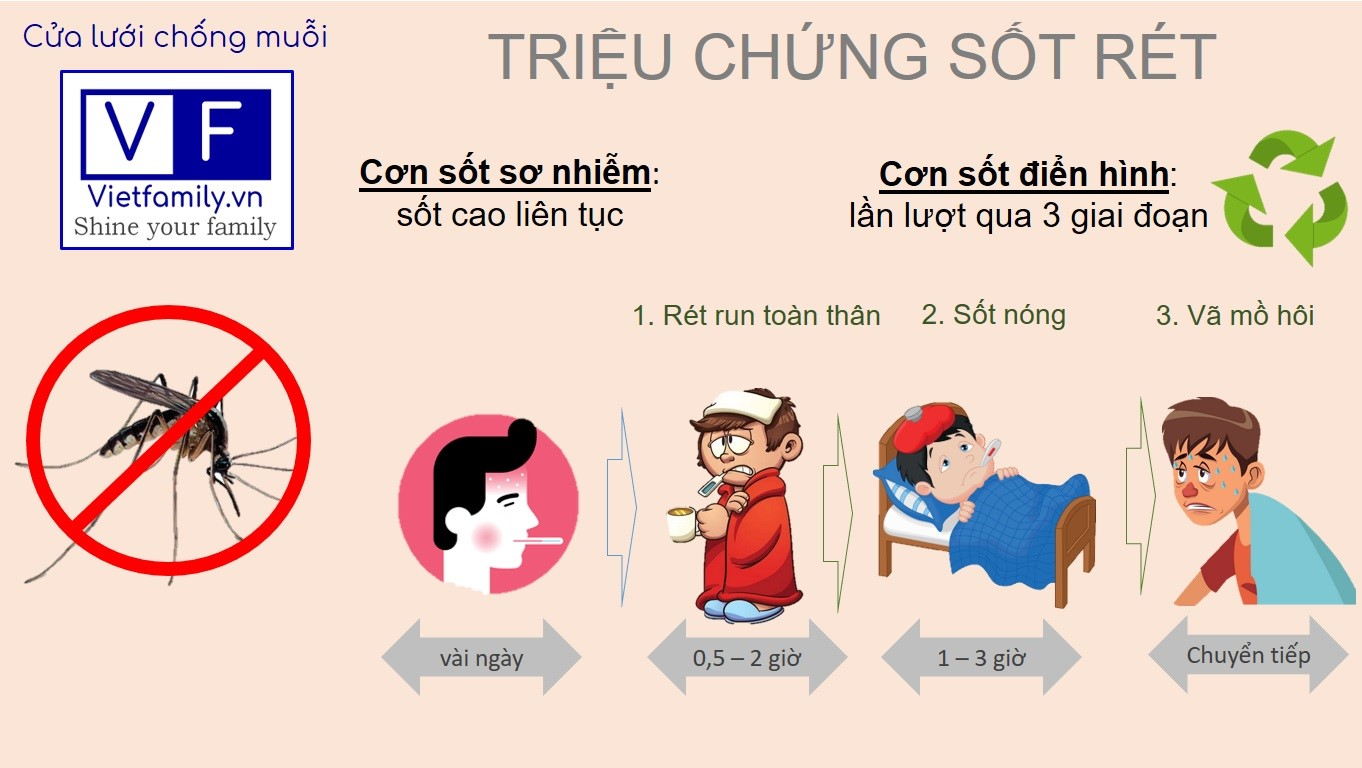 Cửa lưới chống muỗi
V F
Vietfamily.vn
Shine your family
TRIỆU CHỨNG SỐT RÉT
Cơn sốt sơ nhiễm:
sốt cao liên tục
Cơn sốt điển hình:
lần lượt qua 3 giai đoạn
1. Rét run toàn thân
2. Sốt nóng
3. Vã mồ hôi
vài ngày
0,5 – 2 giờ
1 – 3 giờ
Chuyển tiếp